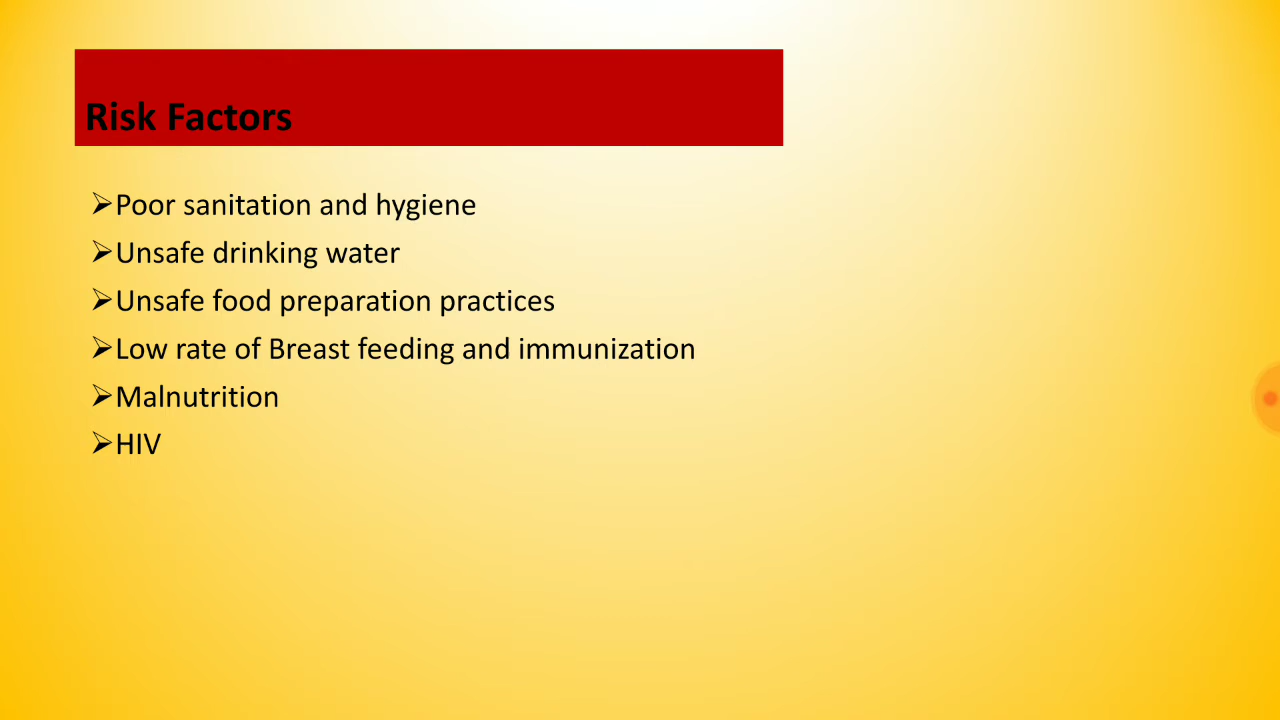 Risk Factors
➢Poor sanitation and hygiene
➢Unsafe drinking water
➢Unsafe food preparation practices
➢Low rate of Breast feeding and immunization
➢Malnutrition
➢HIV